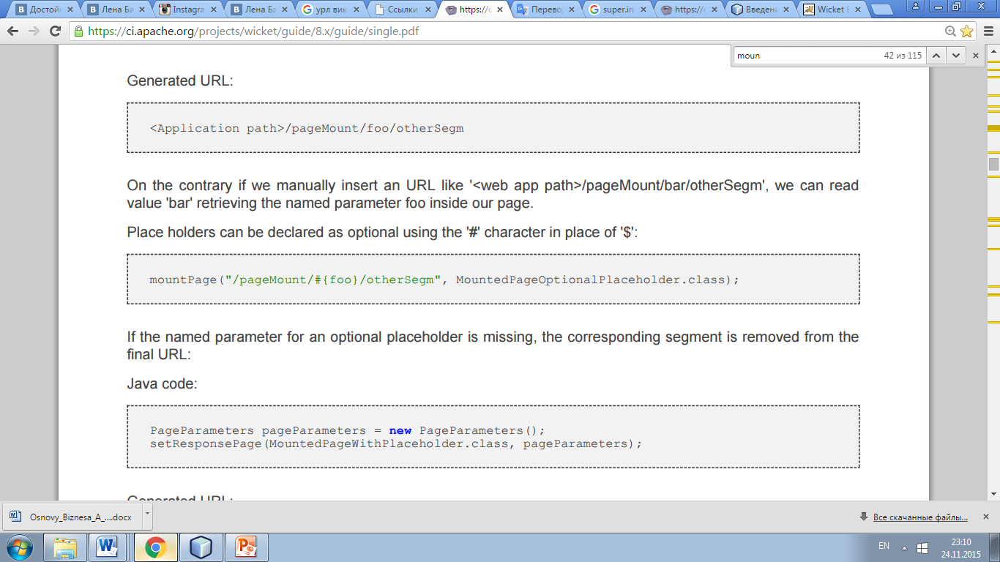 Достой
Лена Ба
Instagra
Лена Ба
урл вик
Ссылки
https://c
Перево
super.in
https://
Введен
Wicket E
https://ci.apache.org/projects/wicket/guide/8.x/guide/single.pdf
moun 42 из 115
Generated URL:
<Application path>/pageMount/foo/otherSegm
On the contrary if we manually insert an URL like '<web app path>/pageMount/bar/otherSegm', we can read
value 'bar' retrieving the named parameter foo inside our page.
Place holders can be declared as optional using the '#' character in place of '$':
mountPage("/pageMount/#{foo}/otherSegm", MountedPageOptionalPlaceholder.class);
If the named parameter for an optional placeholder is missing, the corresponding segment is removed from the
final URL:
Java code:
PageParameters pageParameters = new PageParameters();
setResponsePage(MountedPageWithPlaceholder.class, pageParameters);
Generated URL:
Osnovy_Biznesa_A_....docx
Все скачанные файлы...
EN
23:10
24.11.2015